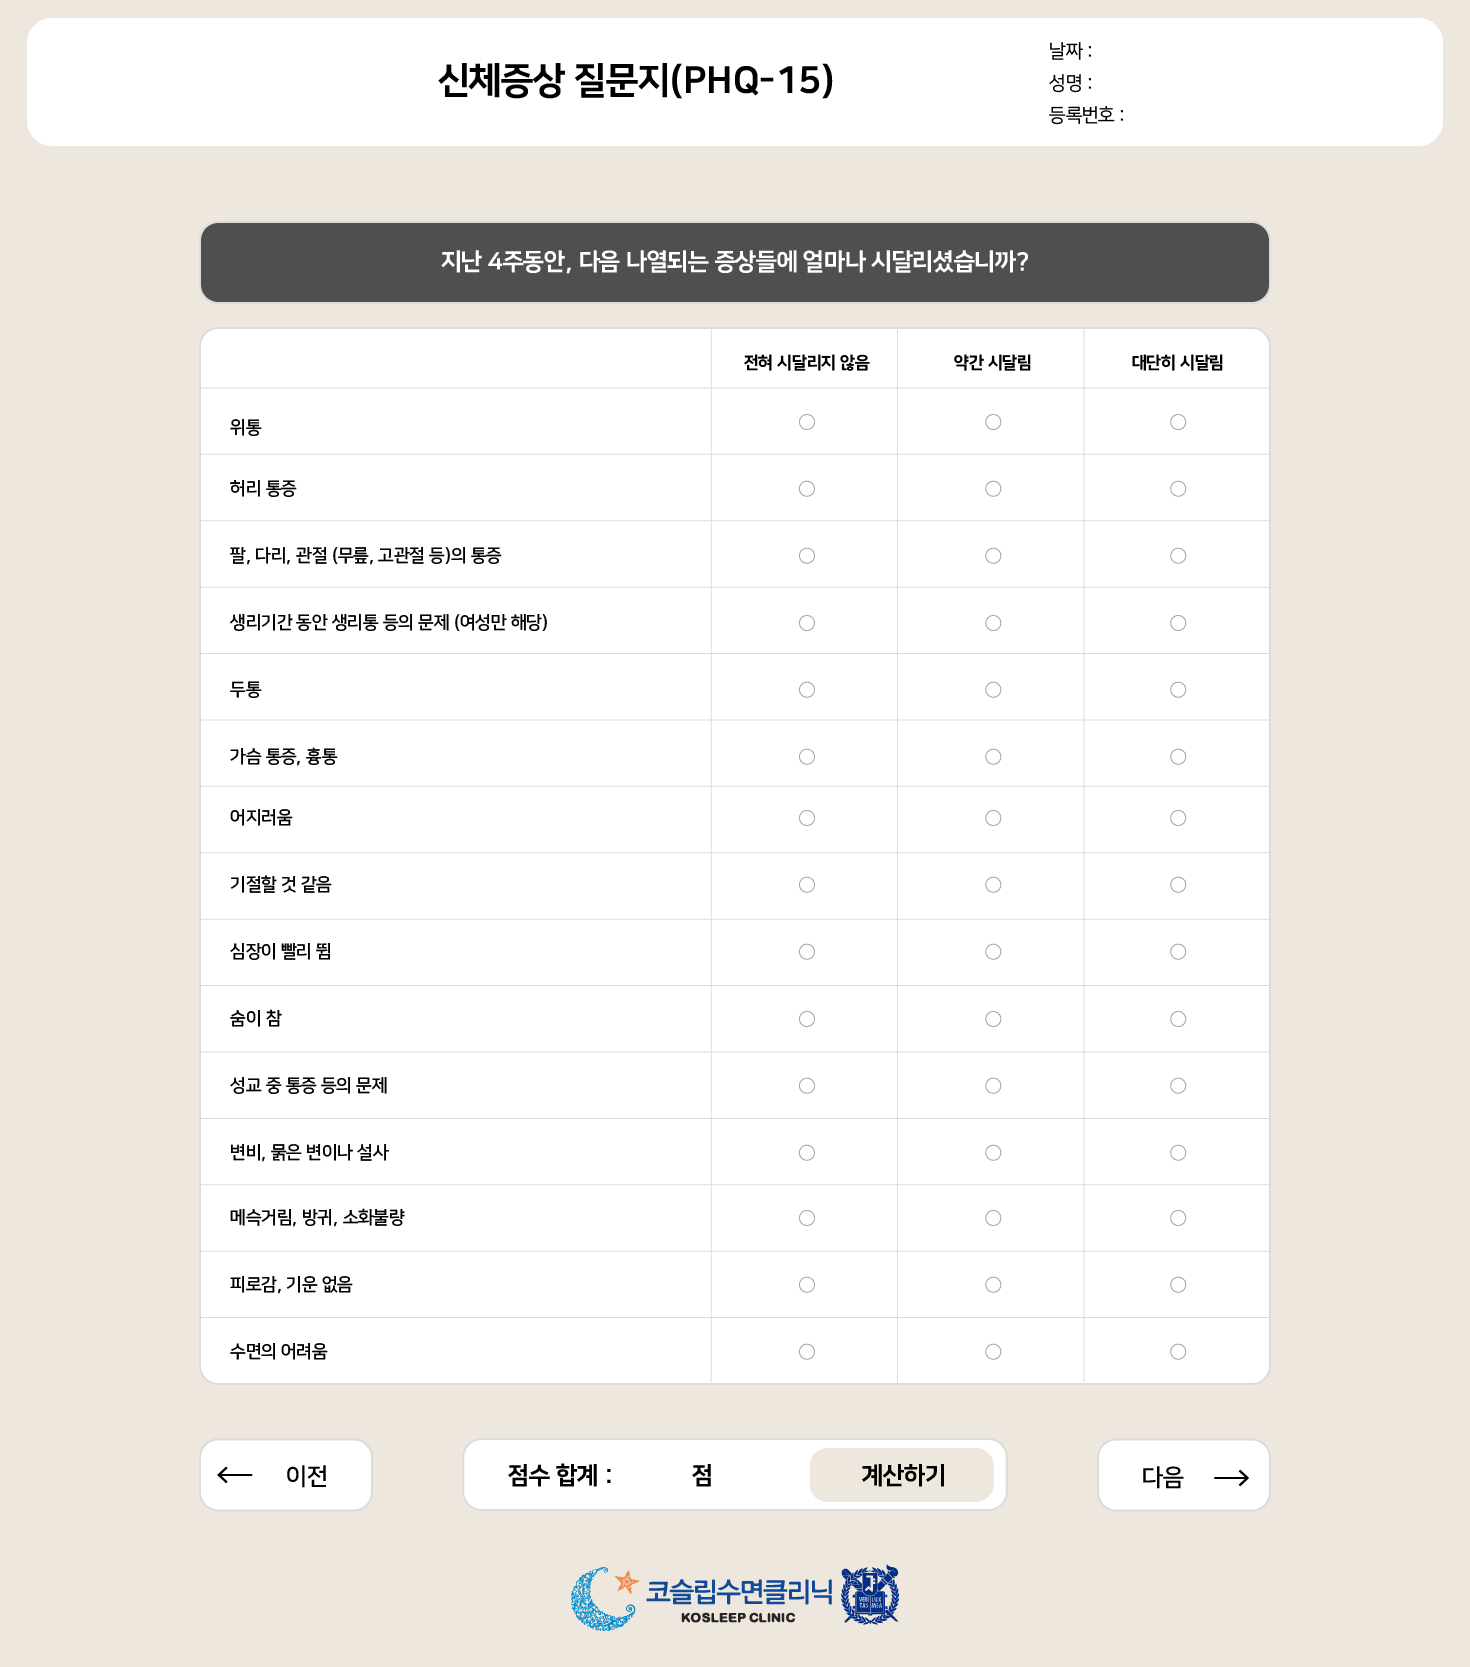 신체증상 질문지(PHQ-15)
날짜 :
성명 :
등록번호 :
지난 4주동안, 다음 나열되는 증상들에 얼마나 시달리셨습니까?
전혀 시달리지 않음 약간 시달림 대단히 시달림
위통
허리 통증
팔, 다리, 관절 (무릎, 고관절 등)의 통증
생리기간 동안 생리통 등의 문제 (여성만 해당)
두통
가슴 통증, 흉통
어지러움
기절할 것 같음
심장이 빨리 뜀
숨이 참
성교 중 통증 등의 문제
변비, 묽은 변이나 설사
메슥거림, 방귀, 소화불량
피로감, 기운 없음
수면의 어려움
이전
점수 합계 : 점
계산하기
다음
코슬립수면클리닉
KOSLEEP CLINIC
VERI LUX
TAS MEA